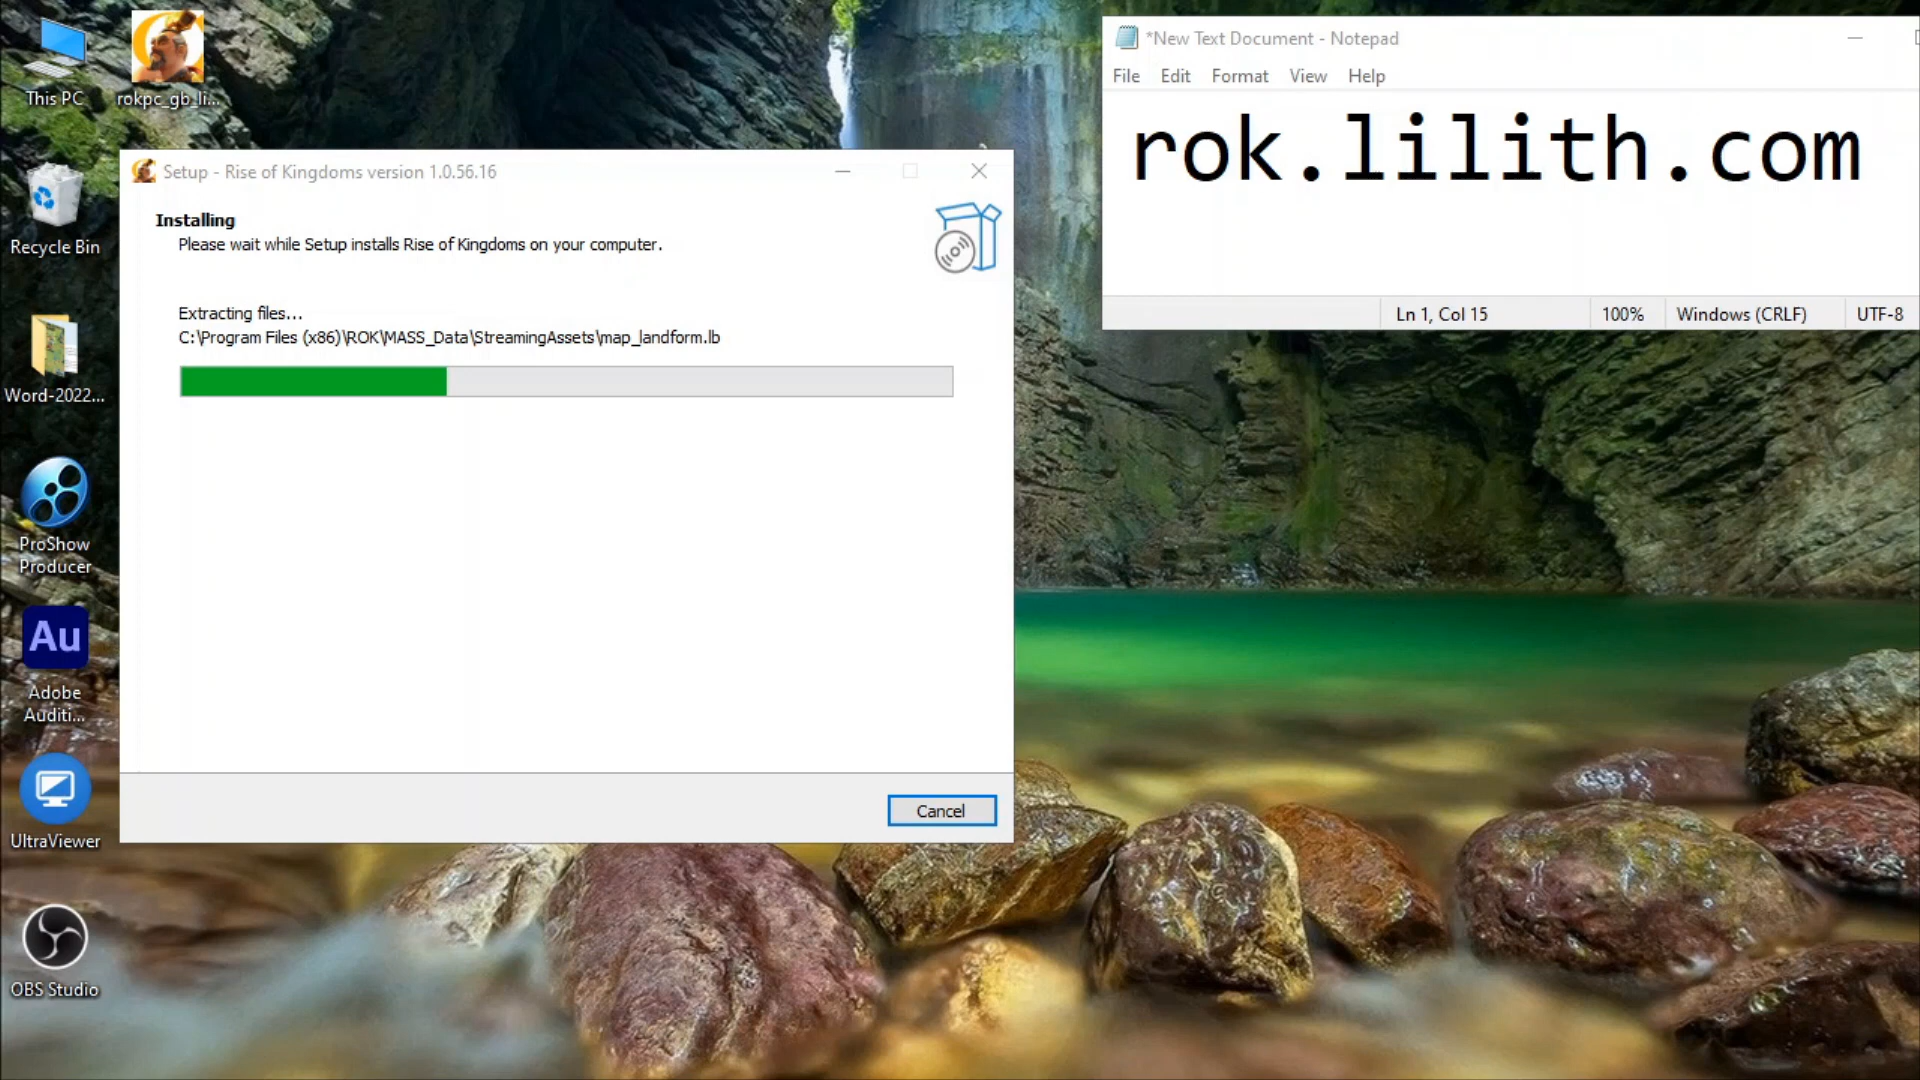 This PC
rokpc_gb_li...
Recycle Bin
Word-2022...
ProShow
Producer
Au
Adobe
Auditi...
UltraViewer
OBS Studio
Setup - Rise of Kingdoms version 1.0.56.16
Installing
Please wait while Setup installs Rise of Kingdoms on your computer.
Extracting files...
C:\Program Files (x86)\ROK\MASS_Data\StreamingAssets\map_landform.lb
Cancel
*New Text Document - Notepad
File Edit Format View Help
rok.lilith.com
Ln 1, Col 15 100% Windows (CRLF) UTF-8